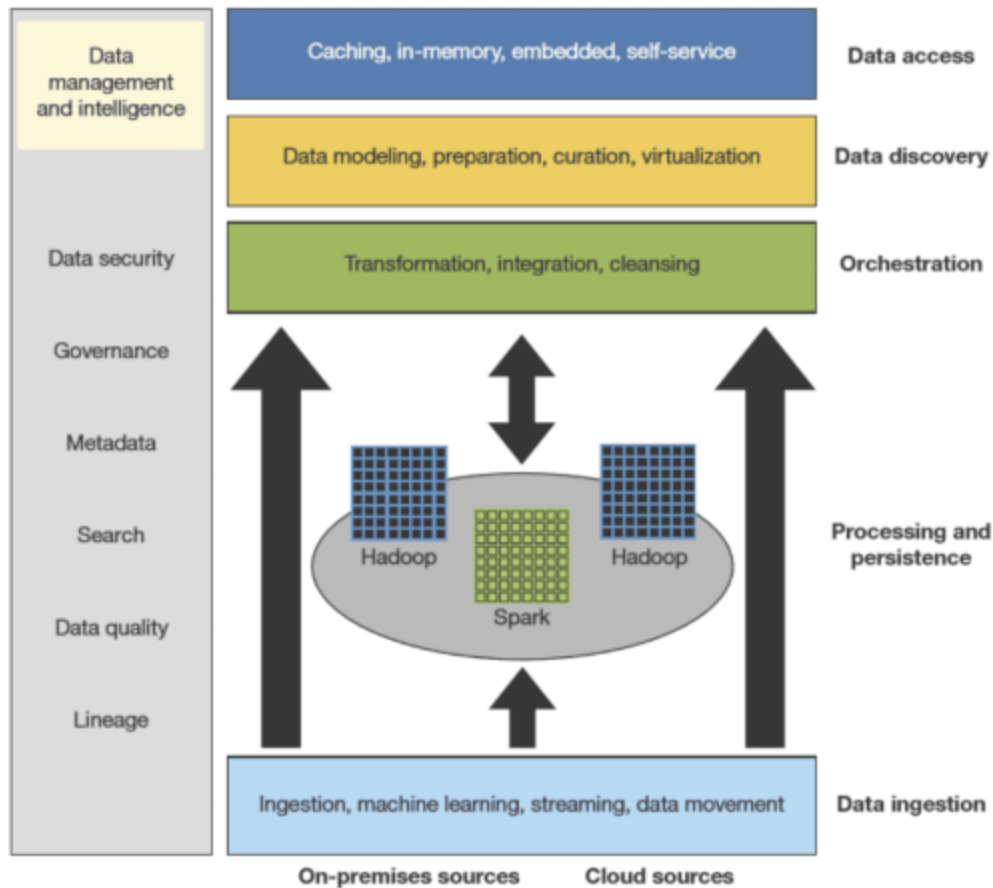 Data
management
and intelligence
Data security
Governance
Metadata
Search
Data quality
Lineage
Caching, in-memory, embedded, self-service
Data access
Data modeling, preparation, curation, virtualization
Data discovery
Transformation, integration, cleansing
Orchestration
Hadoop
Hadoop
Spark
Processing and
persistence
Ingestion, machine learning, streaming, data movement
Data ingestion
On-premises sources
Cloud sources